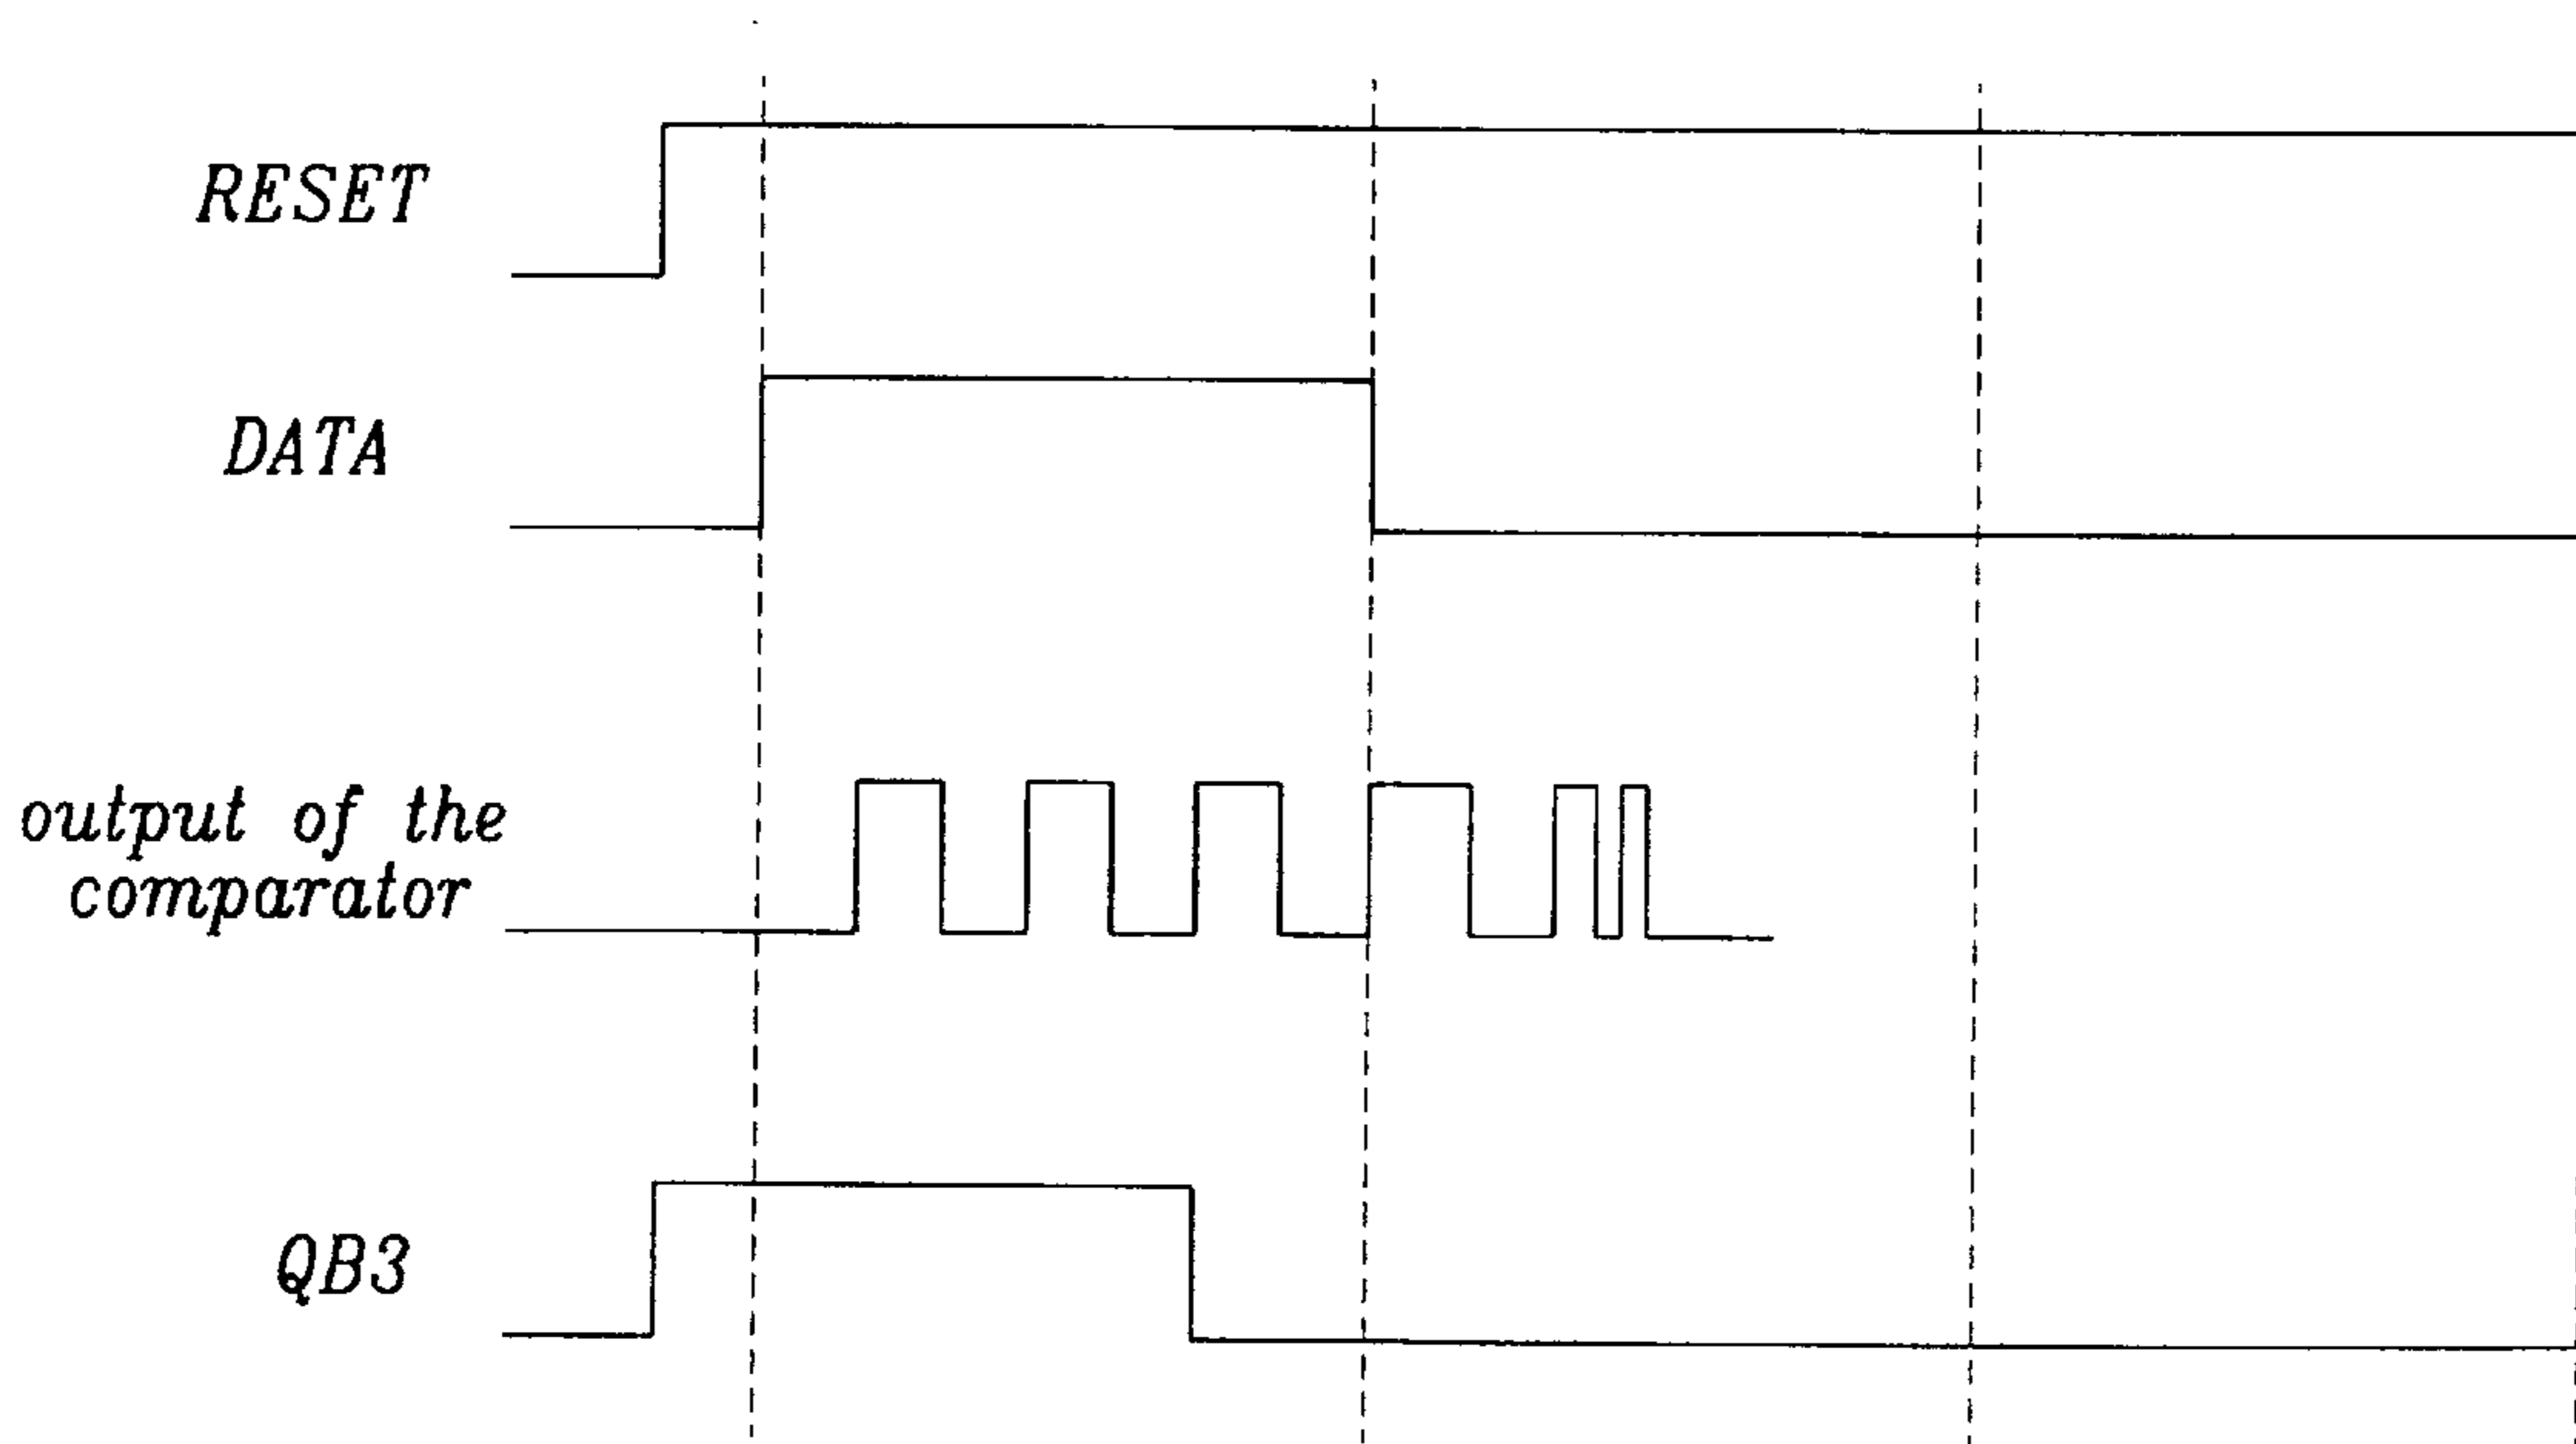 RESET
DATA
output of the
comparator
QB3